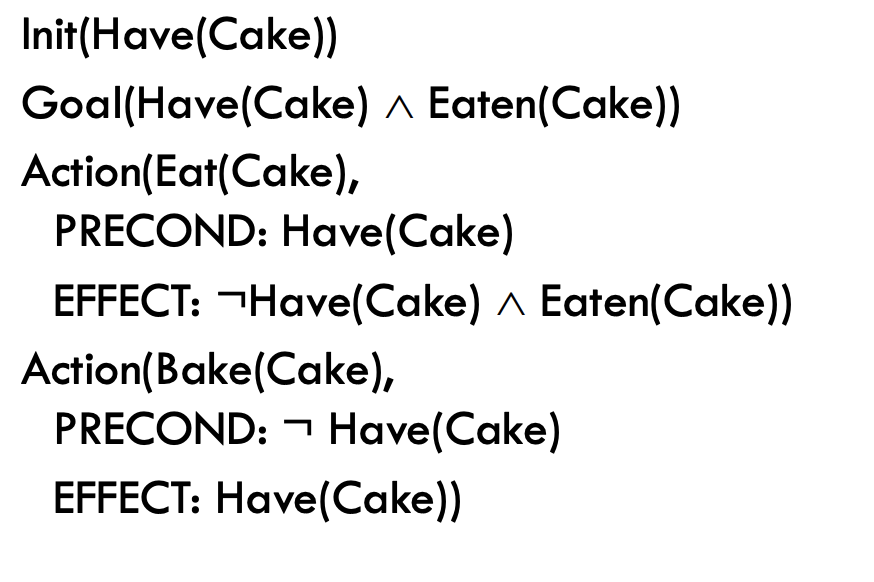 Init(Have(Cake))
Goal(Have(Cake) ∧ Eaten(Cake))
Action(Eat(Cake),
PRECOND: Have(Cake)
EFFECT: ¬Have(Cake) ∧ Eaten(Cake))
Action(Bake(Cake),
PRECOND: ¬ Have(Cake)
EFFECT: Have(Cake))